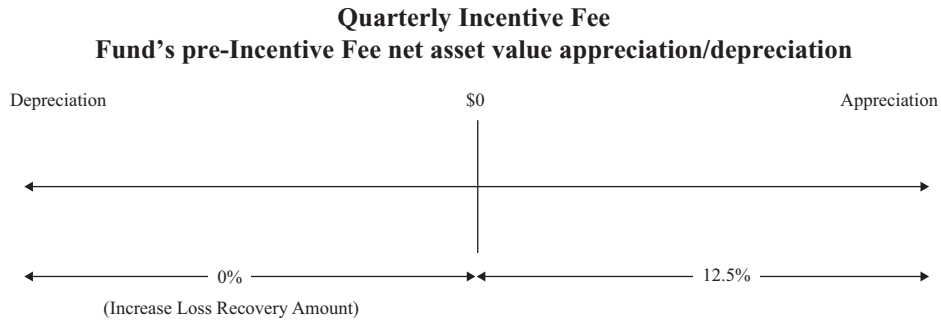 Quarterly Incentive Fee
Fund’s pre-Incentive Fee net asset value appreciation/depreciation
Depreciation $0 Appreciation
0% 12.5%
(Increase Loss Recovery Amount)